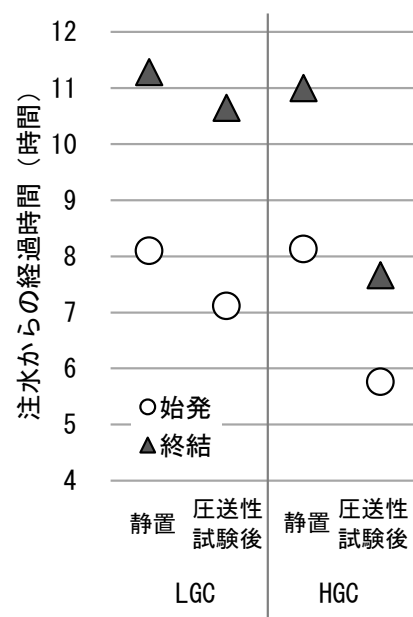 注水からの経過時間（時間）
12
11
10
9
8
7
6
5
4
○始発
▲終結
静置
圧送性
試験後
静置
圧送性
試験後
LGC
HGC